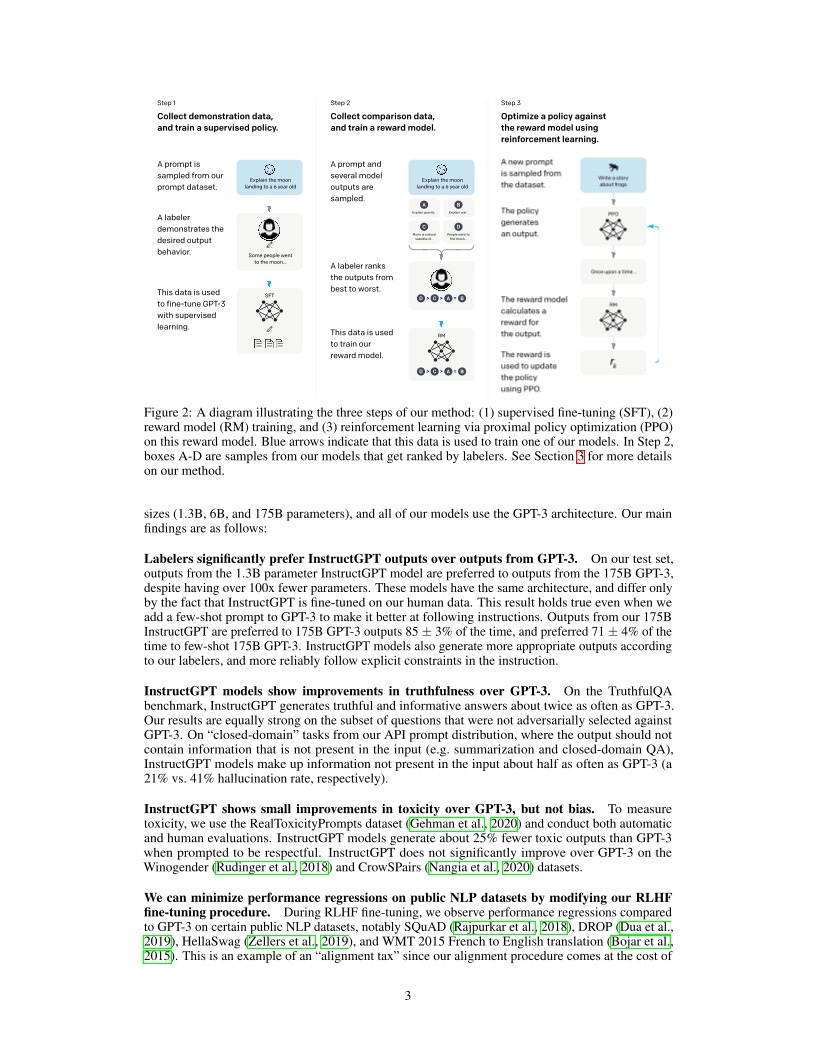 Step 1
Collect demonstration data,
and train a supervised policy.
A prompt is
sampled from our
prompt dataset.
Explain the moon
landing to a 6 year old
A labeler
demonstrates the
desired output
behavior.
Some people went
to the moon...
This data is used
to fine-tune GPT-3
with supervised
learning.
SFT
Step 2
Collect comparison data,
and train a reward model.
A prompt and
several model
outputs are
sampled.
Explain the moon
landing to a 6 year old
A
Explain gravity...
B
Explain war...
C
Moon is natural
satellite of...
D
People went to
the moon...
A labeler ranks
the outputs from
best to worst.
D > C > A = B
This data is used
to train our
reward model.
RM
D > C > A = B
Step 3
Optimize a policy against
the reward model using
reinforcement learning.
A new prompt
is sampled from
the dataset.
Write a story
about frogs
The policy
generates
an output.
PPO
Once upon a time...
The reward model
calculates a
reward for
the output.
RM
The reward is
used to update
the policy
using PPO.
r_k
Figure 2: A diagram illustrating the three steps of our method: (1) supervised fine-tuning (SFT), (2)
reward model (RM) training, and (3) reinforcement learning via proximal policy optimization (PPO)
on this reward model. Blue arrows indicate that this data is used to train one of our models. In Step 2,
boxes A-D are samples from our models that get ranked by labelers. See Section 3 for more details
on our method.
sizes (1.3B, 6B, and 175B parameters), and all of our models use the GPT-3 architecture. Our main
findings are as follows:
Labelers significantly prefer InstructGPT outputs over outputs from GPT-3. On our test set,
outputs from the 1.3B parameter InstructGPT model are preferred to outputs from the 175B GPT-3,
despite having over 100x fewer parameters. These models have the same architecture, and differ only
by the fact that InstructGPT is fine-tuned on our human data. This result holds true even when we
add a few-shot prompt to GPT-3 to make it better at following instructions. Outputs from our 175B
InstructGPT are preferred to 175B GPT-3 outputs 85 ± 3% of the time, and preferred 71 ± 4% of the
time to few-shot 175B GPT-3. InstructGPT models also generate more appropriate outputs according
to our labelers, and more reliably follow explicit constraints in the instruction.
InstructGPT models show improvements in truthfulness over GPT-3. On the TruthfulQA
benchmark, InstructGPT generates truthful and informative answers about twice as often as GPT-3.
Our results are equally strong on the subset of questions that were not adversarially selected against
GPT-3. On “closed-domain” tasks from our API prompt distribution, where the output should not
contain information that is not present in the input (e.g. summarization and closed-domain QA),
InstructGPT models make up information not present in the input about half as often as GPT-3 (a
21% vs. 41% hallucination rate, respectively).
InstructGPT shows small improvements in toxicity over GPT-3, but not bias. To measure
toxicity, we use the RealToxicityPrompts dataset (Gehman et al., 2020) and conduct both automatic
and human evaluations. InstructGPT models generate about 25% fewer toxic outputs than GPT-3
when prompted to be respectful. InstructGPT does not significantly improve over GPT-3 on the
Winogender (Rudinger et al., 2018) and CrowSPairs (Nangia et al., 2020) datasets.
We can minimize performance regressions on public NLP datasets by modifying our RLHF
fine-tuning procedure. During RLHF fine-tuning, we observe performance regressions compared
to GPT-3 on certain public NLP datasets, notably SQuAD (Rajpurkar et al., 2018), DROP (Dua et al.,
2019), HellaSwag (Zellers et al., 2019), and WMT 2015 French to English translation (Bojar et al.,
2015). This is an example of an “alignment tax” since our alignment procedure comes at the cost of
3